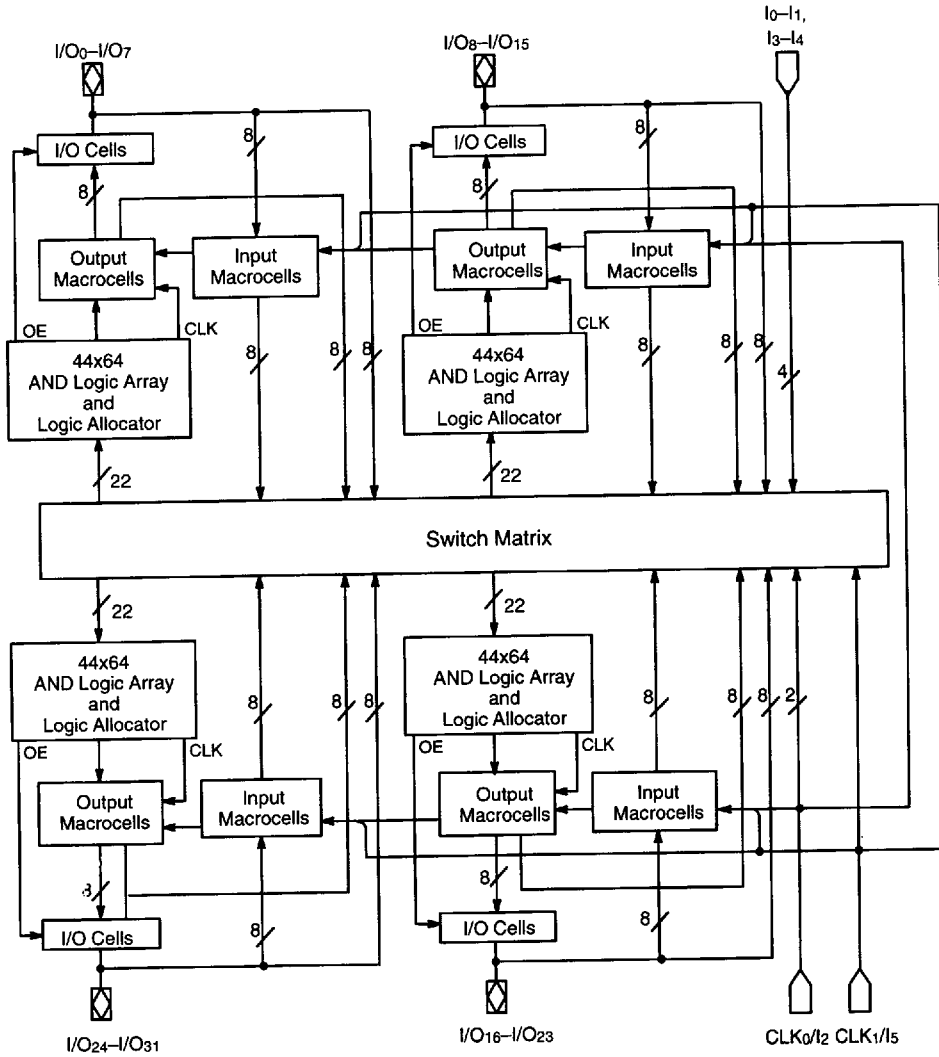 I/O0–I/O7
I/O8–I/O15
I0–I1,
I3–I4
8
8
I/O Cells
I/O Cells
8
8
Output
Macrocells
Input
Macrocells
Output
Macrocells
Input
Macrocells
OE
CLK
OE
CLK
8
8
8
8
8
8
4
44x64
AND Logic Array
and
Logic Allocator
44x64
AND Logic Array
and
Logic Allocator
22
22
Switch Matrix
22
22
44x64
AND Logic Array
and
Logic Allocator
44x64
AND Logic Array
and
Logic Allocator
8
8
8
8
8
8
2
OE
CLK
OE
CLK
Output
Macrocells
Input
Macrocells
Output
Macrocells
Input
Macrocells
8
8
8
8
I/O Cells
I/O Cells
I/O24–I/O31
I/O16–I/O23
CLK0/I2
CLK1/I5